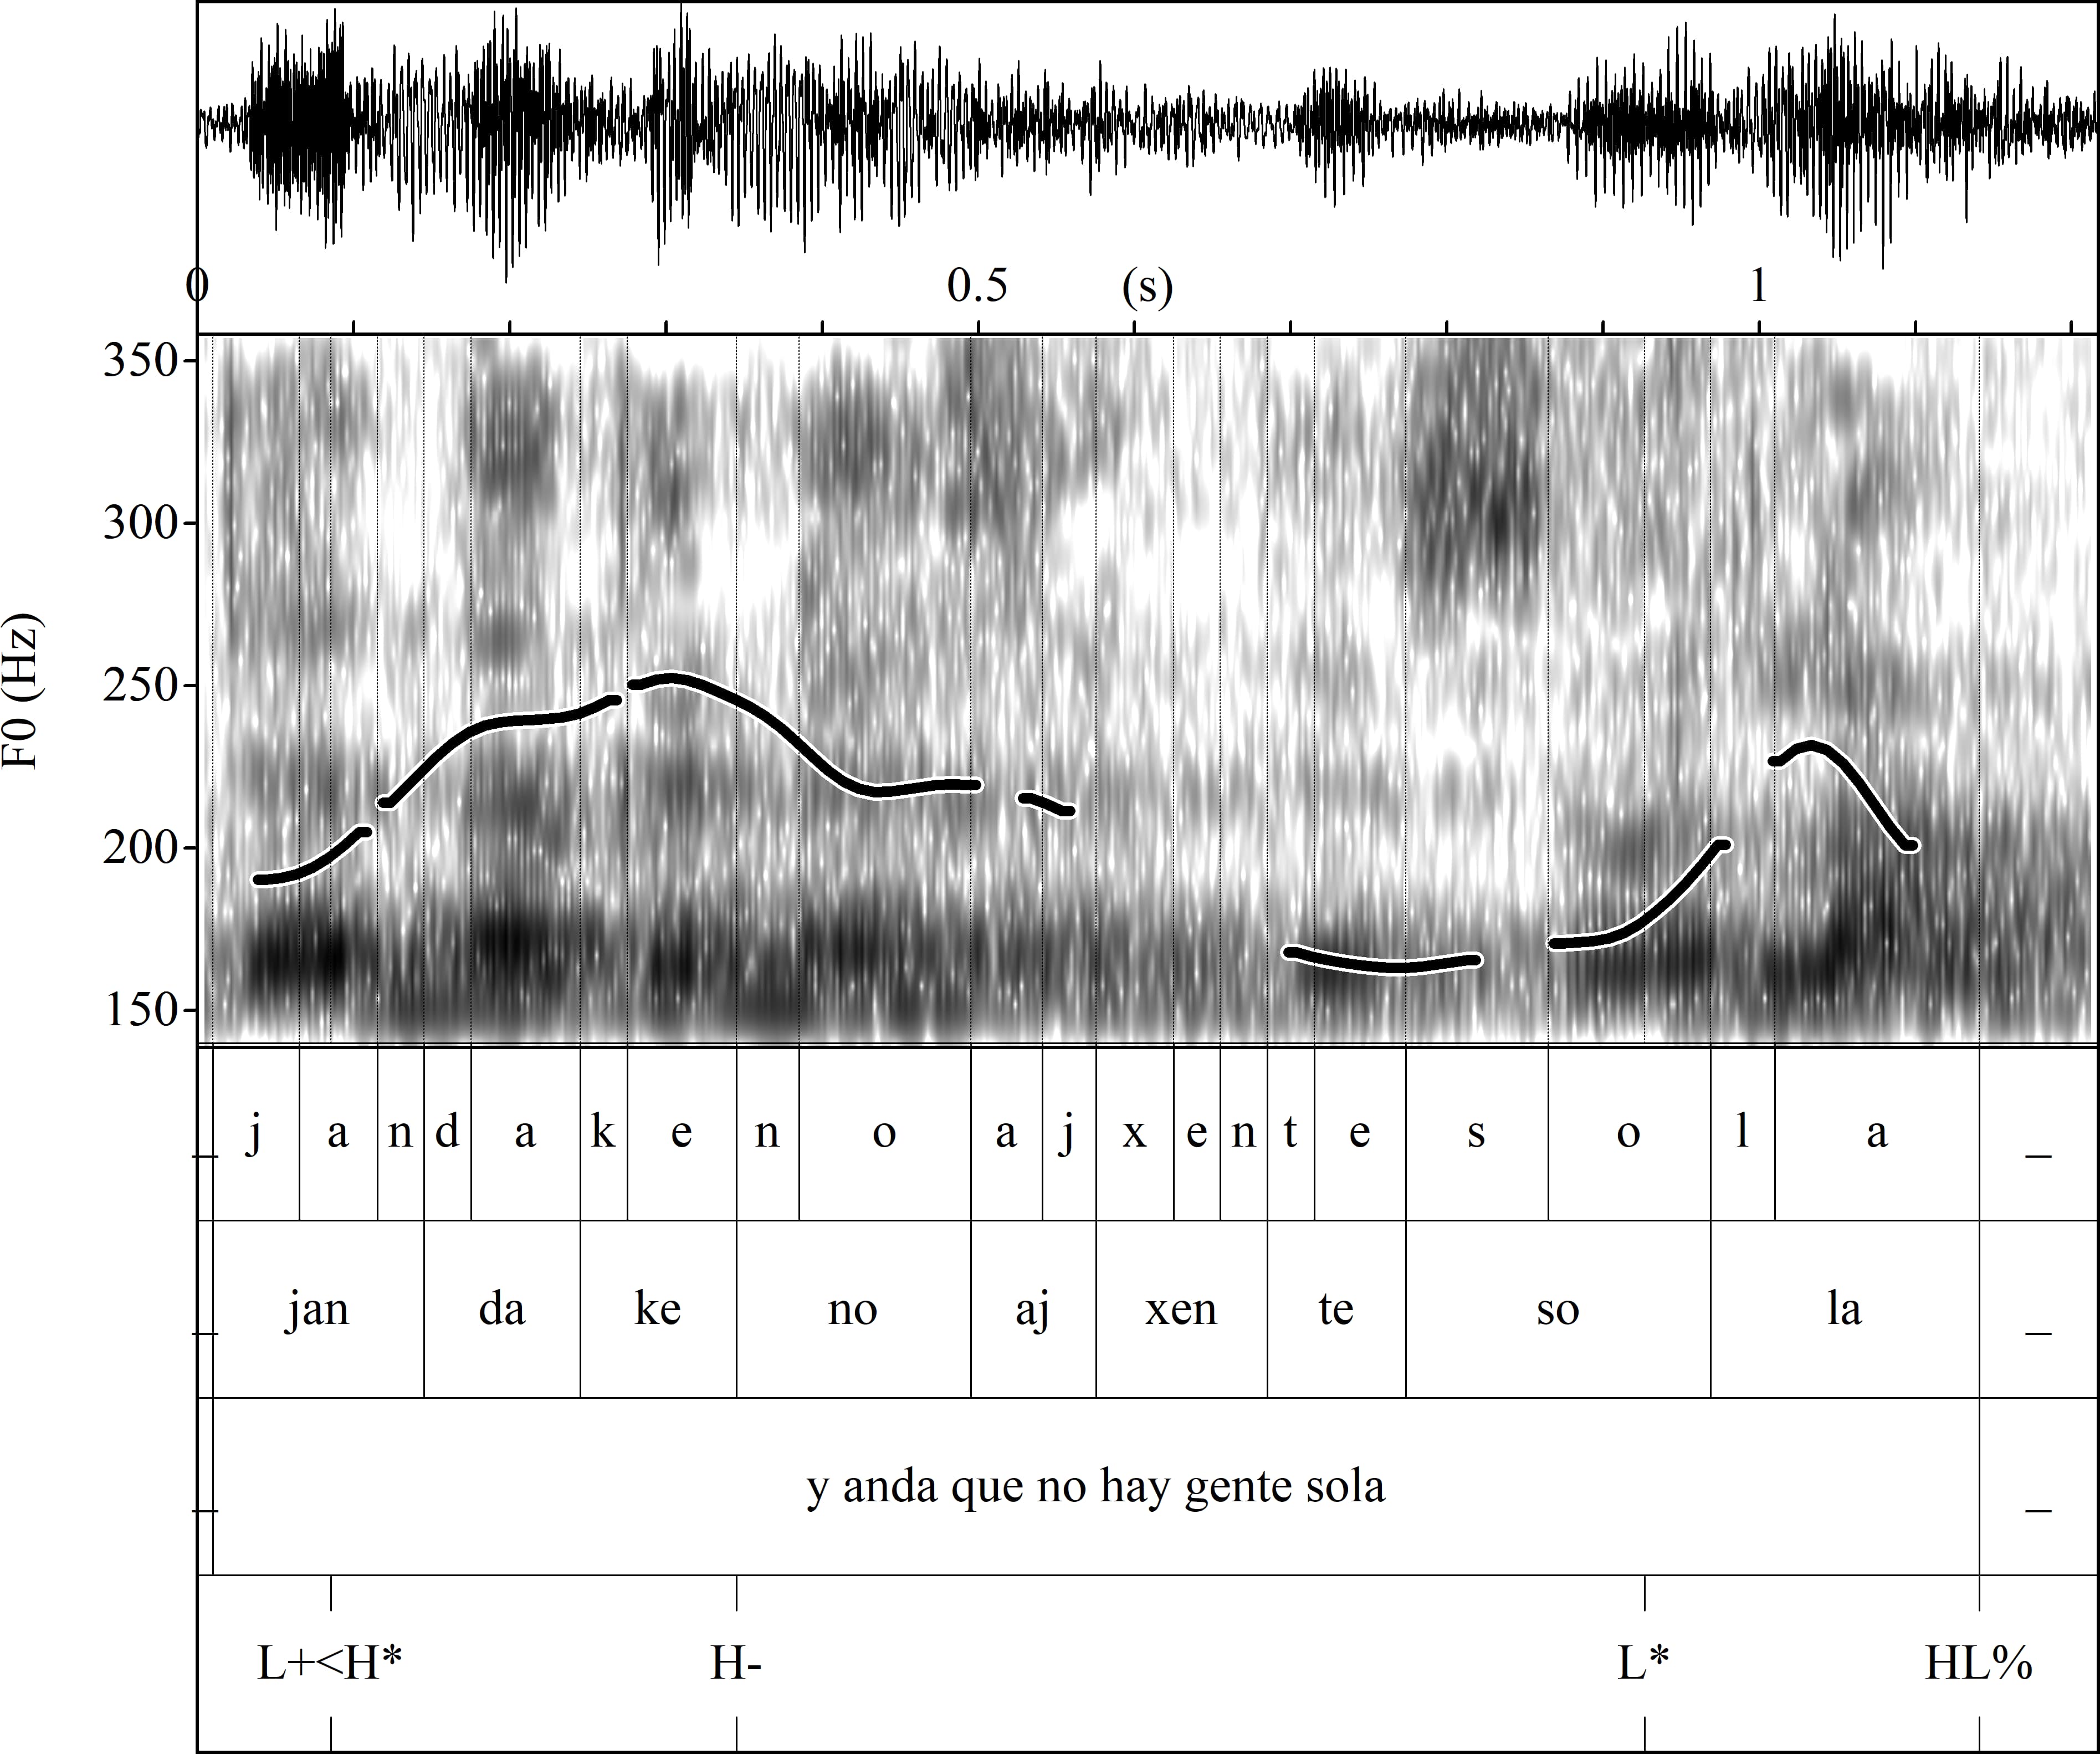 0 0.5 (s) 1
350
300
250
200
150
F0 (Hz)
j a n d a k e n o a j x e n t e s o l a _
jan da ke no aj xen te so la _
y anda que no hay gente sola _
L+<H* H- L* HL%